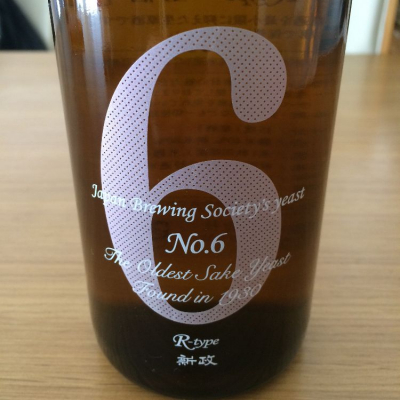 6
Japan Brewing Society's yeast
No.6
The Oldest Sake Yeast
Found in 1930
R-type
新政